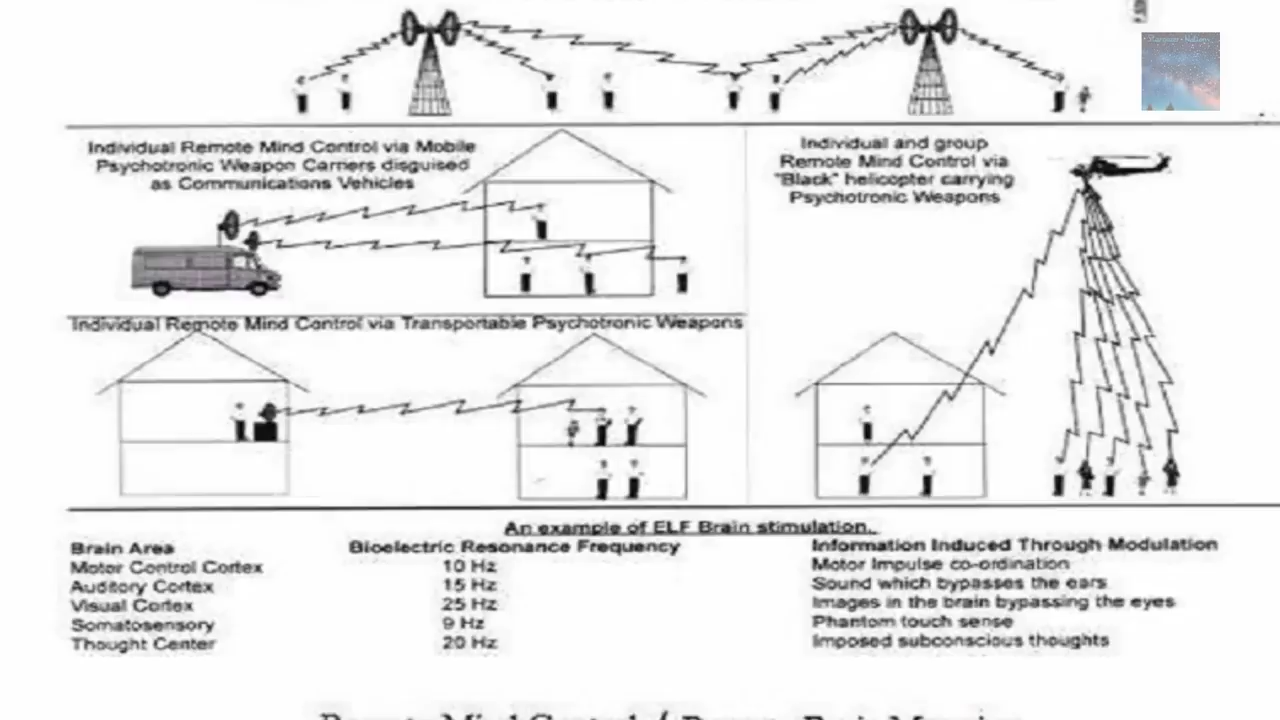 Individual Remote Mind Control via Mobile
Psychotronic Weapon Carriers disguised
as Communications Vehicles
Individual and group
Remote Mind Control via
"Black" helicopter carrying
Psychotronic Weapons
Individual Remote Mind Control via Transportable Psychotronic Weapons
An example of ELF Brain stimulation.
Brain Area Bioelectric Resonance Frequency Information Induced Through Modulation
Motor Control Cortex 10 Hz Motor Impulse co-ordination
Auditory Cortex 15 Hz Sound which bypasses the ears
Visual Cortex 25 Hz Images in the brain bypassing the eyes
Somatosensory 9 Hz Phantom touch sense
Thought Center 20 Hz Imposed subconscious thoughts